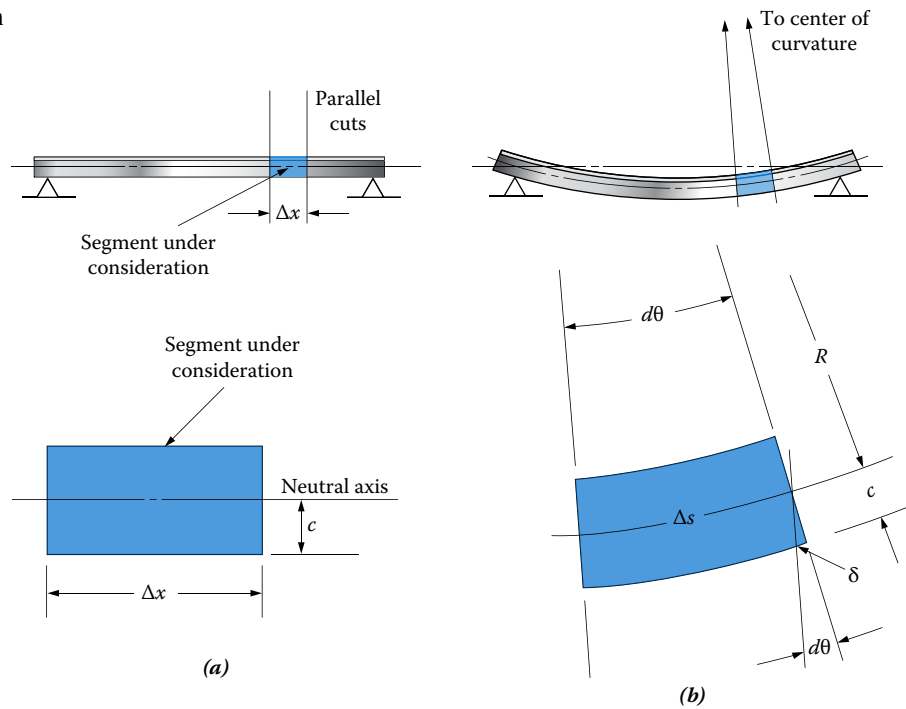 n
Parallel
cuts
Δx
Segment under
consideration
Segment under
consideration
Neutral axis
c
Δx
(a)
To center of
curvature
dθ
R
c
Δs
δ
dθ
(b)